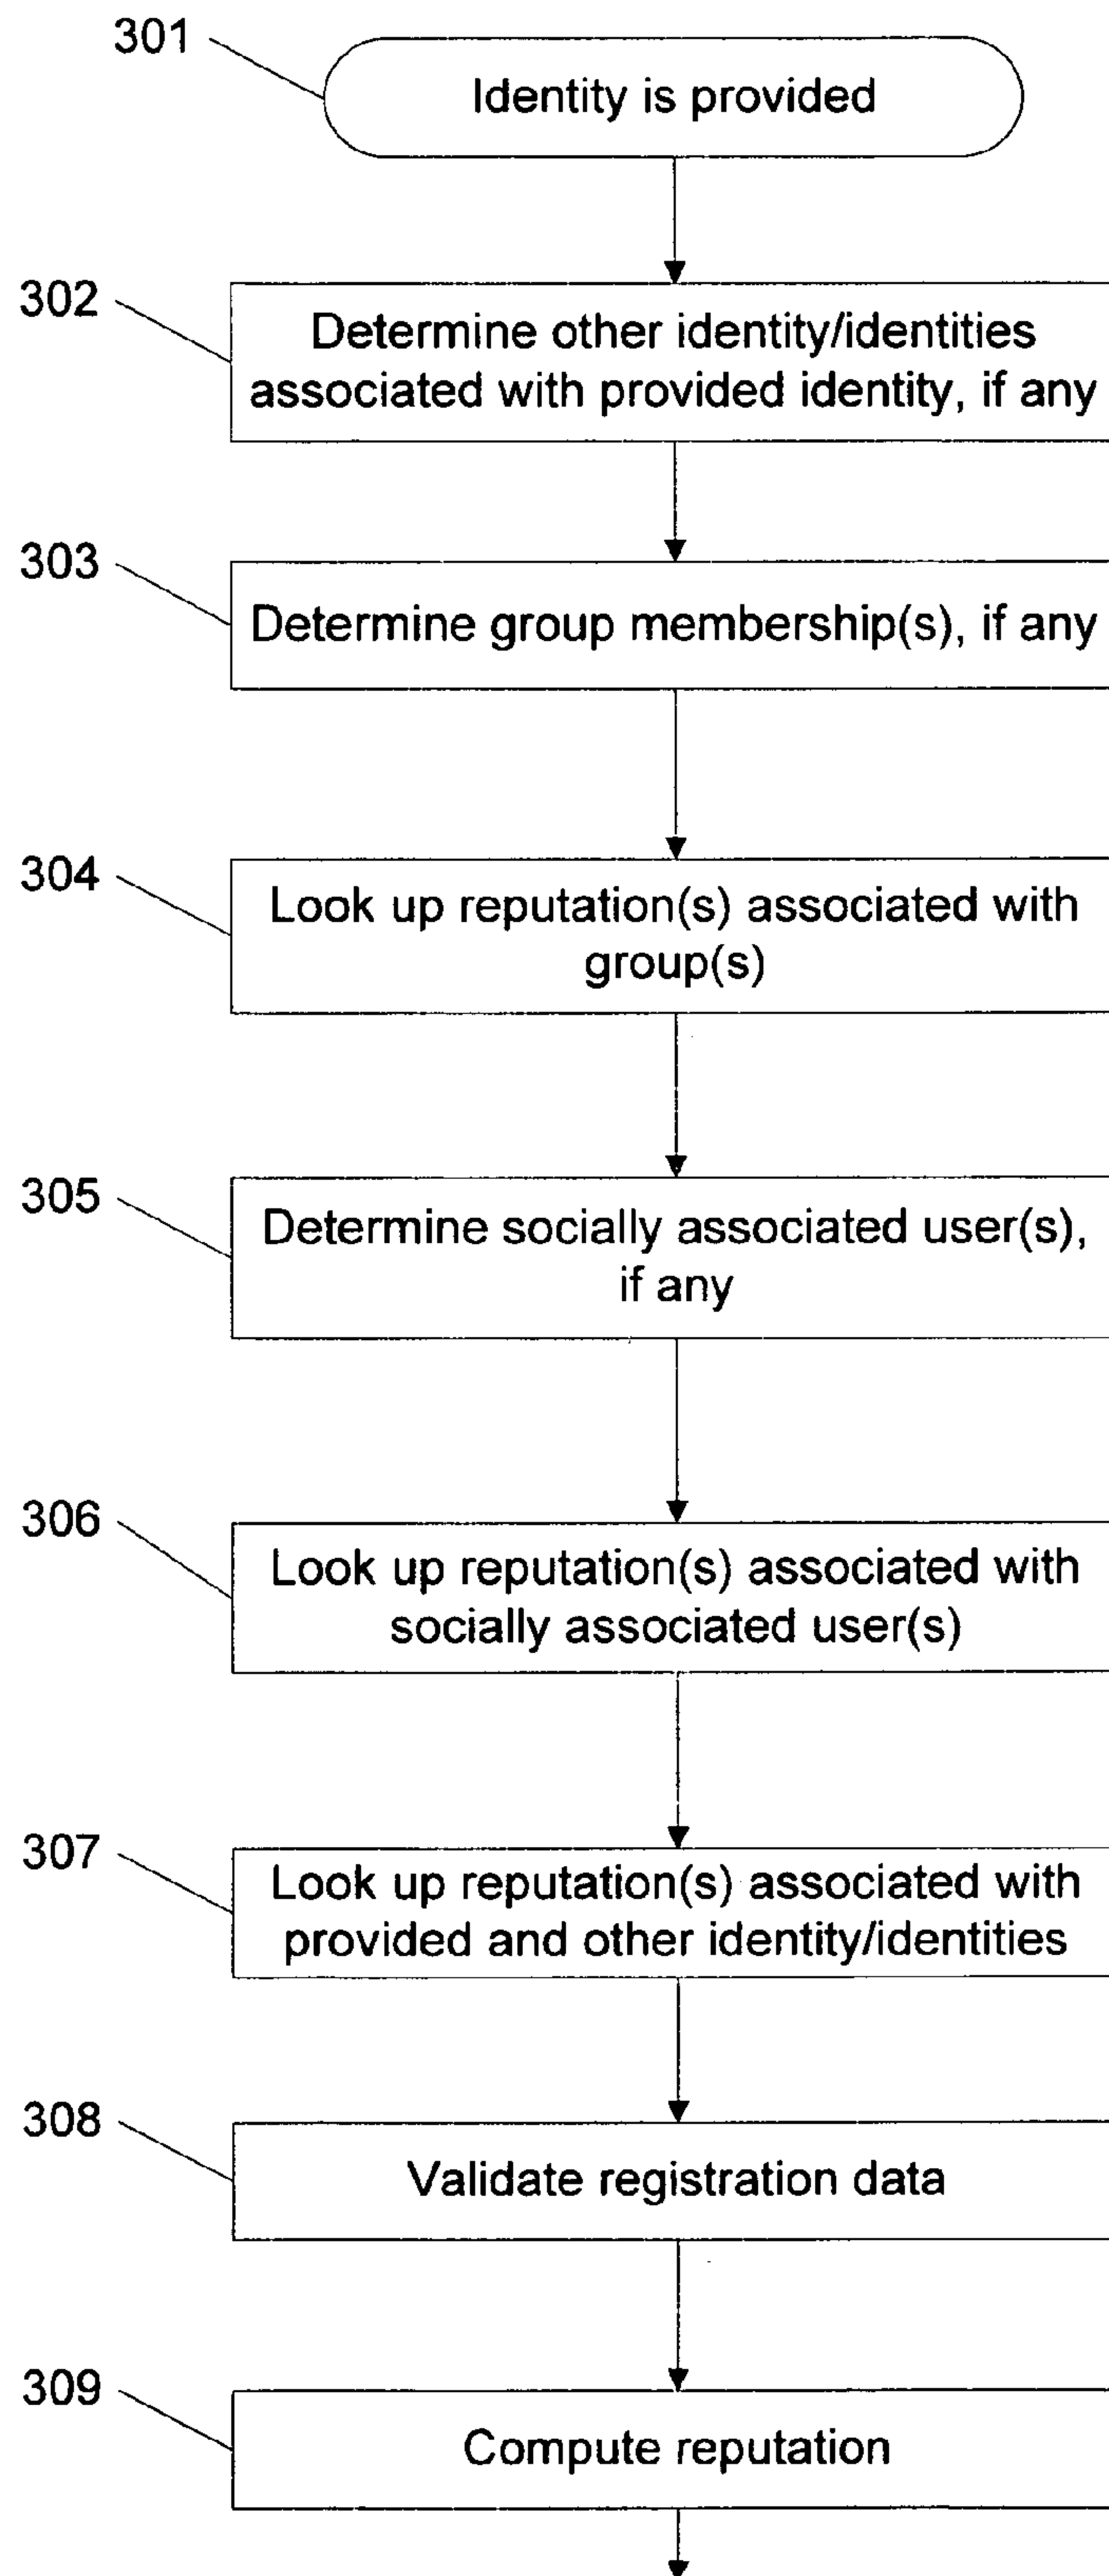 301
Identity is provided
302
Determine other identity/identities
associated with provided identity, if any
303
Determine group membership(s), if any
304
Look up reputation(s) associated with
group(s)
305
Determine socially associated user(s),
if any
306
Look up reputation(s) associated with
socially associated user(s)
307
Look up reputation(s) associated with
provided and other identity/identities
308
Validate registration data
309
Compute reputation